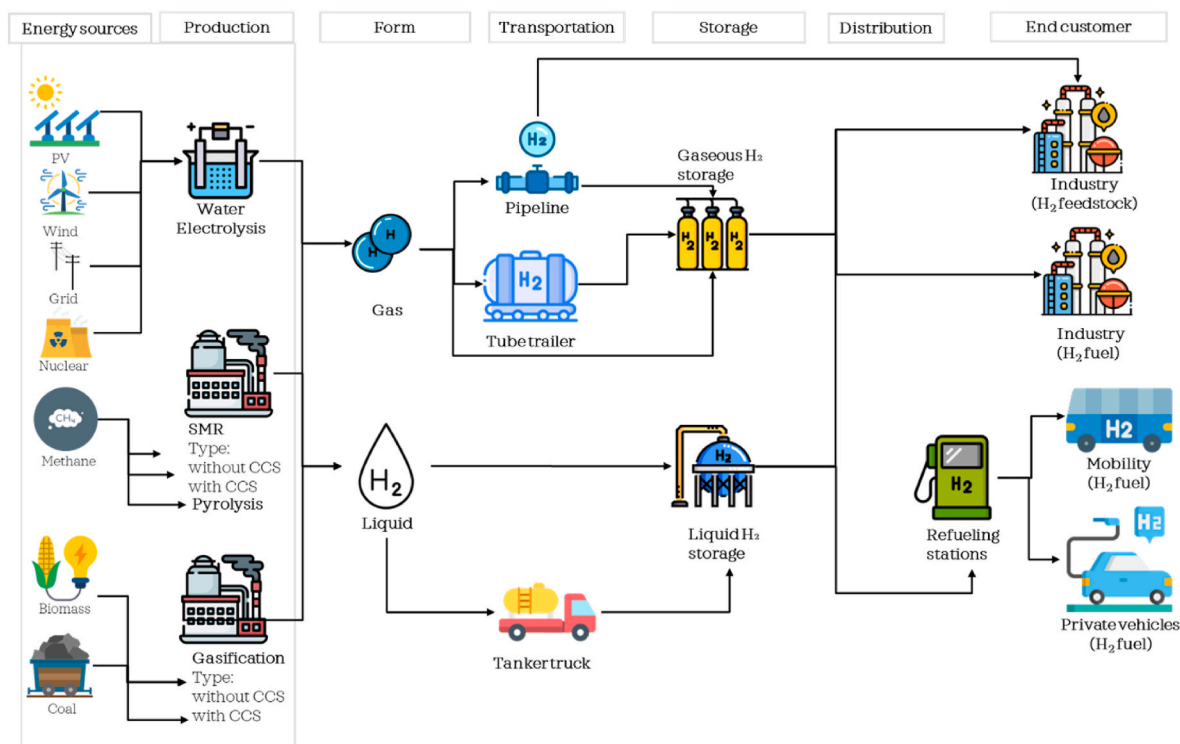 Energy sources
Production
Form
Transportation
Storage
Distribution
End customer
PV
Wind
Grid
Nuclear
CH₄
Methane
Biomass
Coal
+ -
Water
Electrolysis
SMR
Type:
without CCS
with CCS
Pyrolysis
Gasification
Type:
without CCS
with CCS
H H
Gas
H₂
Liquid
H₂
Pipeline
H₂
Tube trailer
Tanker truck
Gaseous H₂
storage
H₂ H₂ H₂
H₂
Liquid H₂
storage
H₂
Refueling
stations
Industry
(H₂ feedstock)
Industry
(H₂ fuel)
H2
Mobility
(H₂ fuel)
H2
Private vehicles
(H₂ fuel)